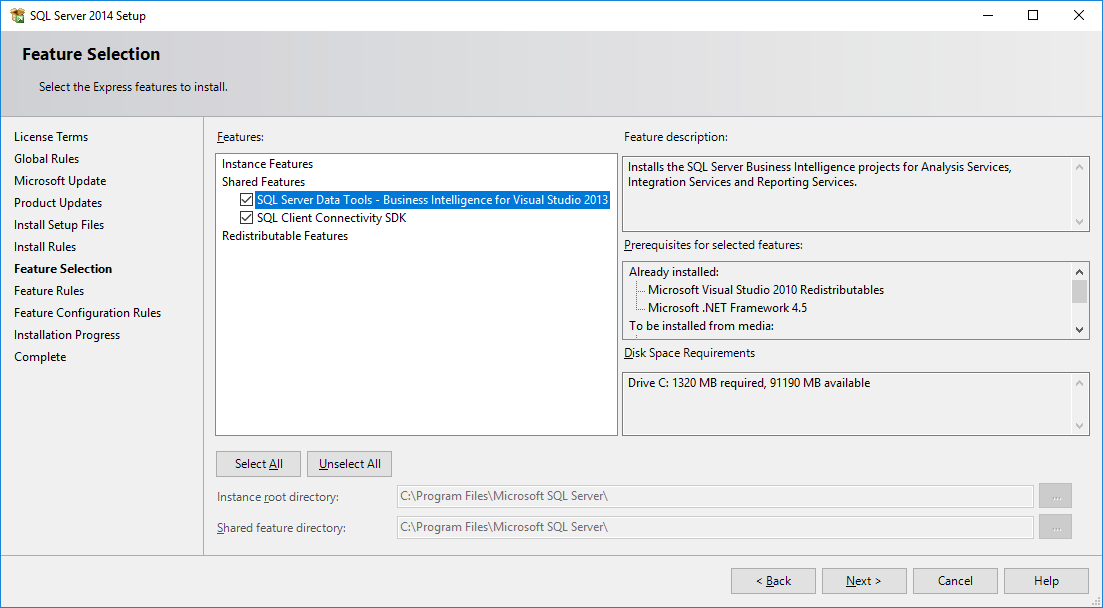 SQL Server 2014 Setup
Feature Selection
Select the Express features to install.
License Terms
Global Rules
Microsoft Update
Product Updates
Install Setup Files
Install Rules
Feature Selection
Feature Rules
Feature Configuration Rules
Installation Progress
Complete
Features:
Instance Features
Shared Features
SQL Server Data Tools - Business Intelligence for Visual Studio 2013
SQL Client Connectivity SDK
Redistributable Features
Feature description:
Installs the SQL Server Business Intelligence projects for Analysis Services,
Integration Services and Reporting Services.
Prerequisites for selected features:
Already installed:
Microsoft Visual Studio 2010 Redistributables
Microsoft .NET Framework 4.5
To be installed from media:
Disk Space Requirements
Drive C: 1320 MB required, 91190 MB available
Select All
Unselect All
Instance root directory:
C:\Program Files\Microsoft SQL Server\
...
Shared feature directory:
C:\Program Files\Microsoft SQL Server\
...
< Back
Next >
Cancel
Help